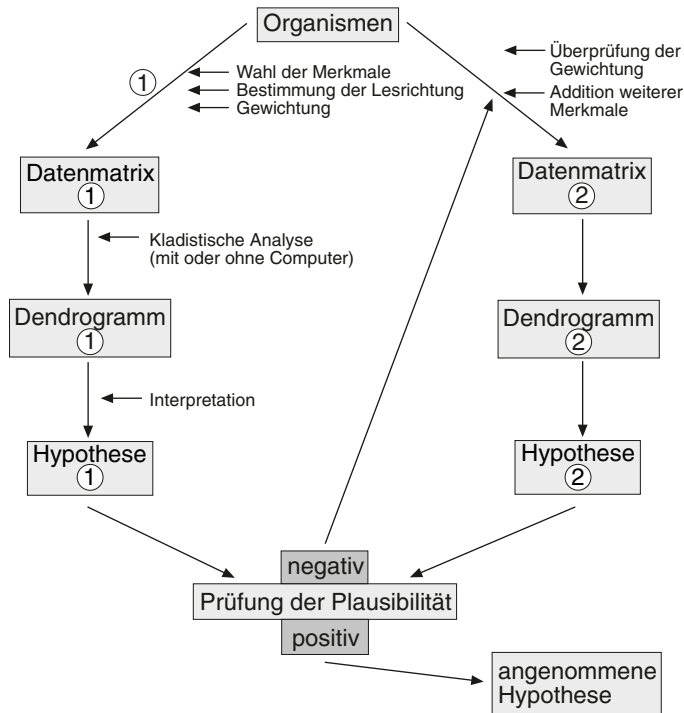 Organismen
1
Wahl der Merkmale
Bestimmung der Lesrichtung
Gewichtung
Überprüfung der
Gewichtung
Addition weiterer
Merkmale
Datenmatrix
1
Datenmatrix
2
Kladistische Analyse
(mit oder ohne Computer)
Dendrogramm
1
Dendrogramm
2
Interpretation
Hypothese
1
Hypothese
2
negativ
Prüfung der Plausibilität
positiv
angenommene
Hypothese